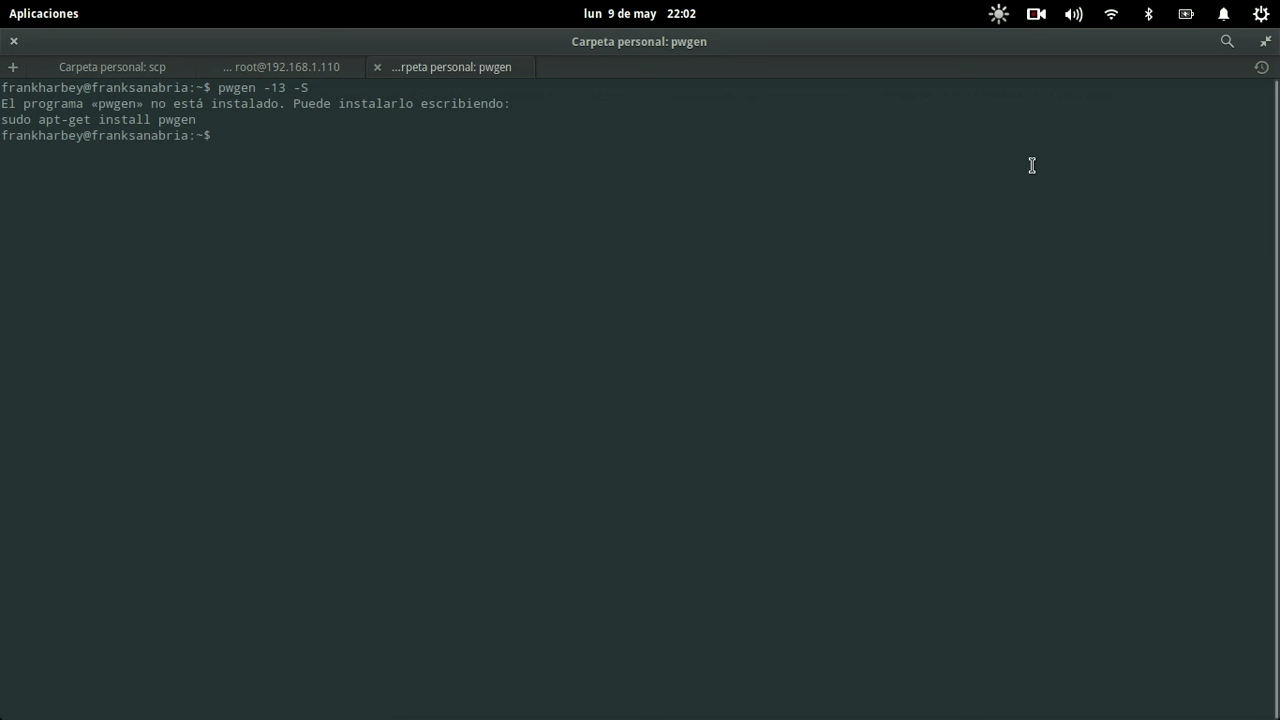 Aplicaciones
lun 9 de may 22:02
Carpeta personal: pwgen
Carpeta personal: scp
... root@192.168.1.110
...rpeta personal: pwgen
frankharbey@franksanabria:~$ pwgen -13 -S
El programa «pwgen» no está instalado. Puede instalarlo escribiendo:
sudo apt-get install pwgen
frankharbey@franksanabria:~$